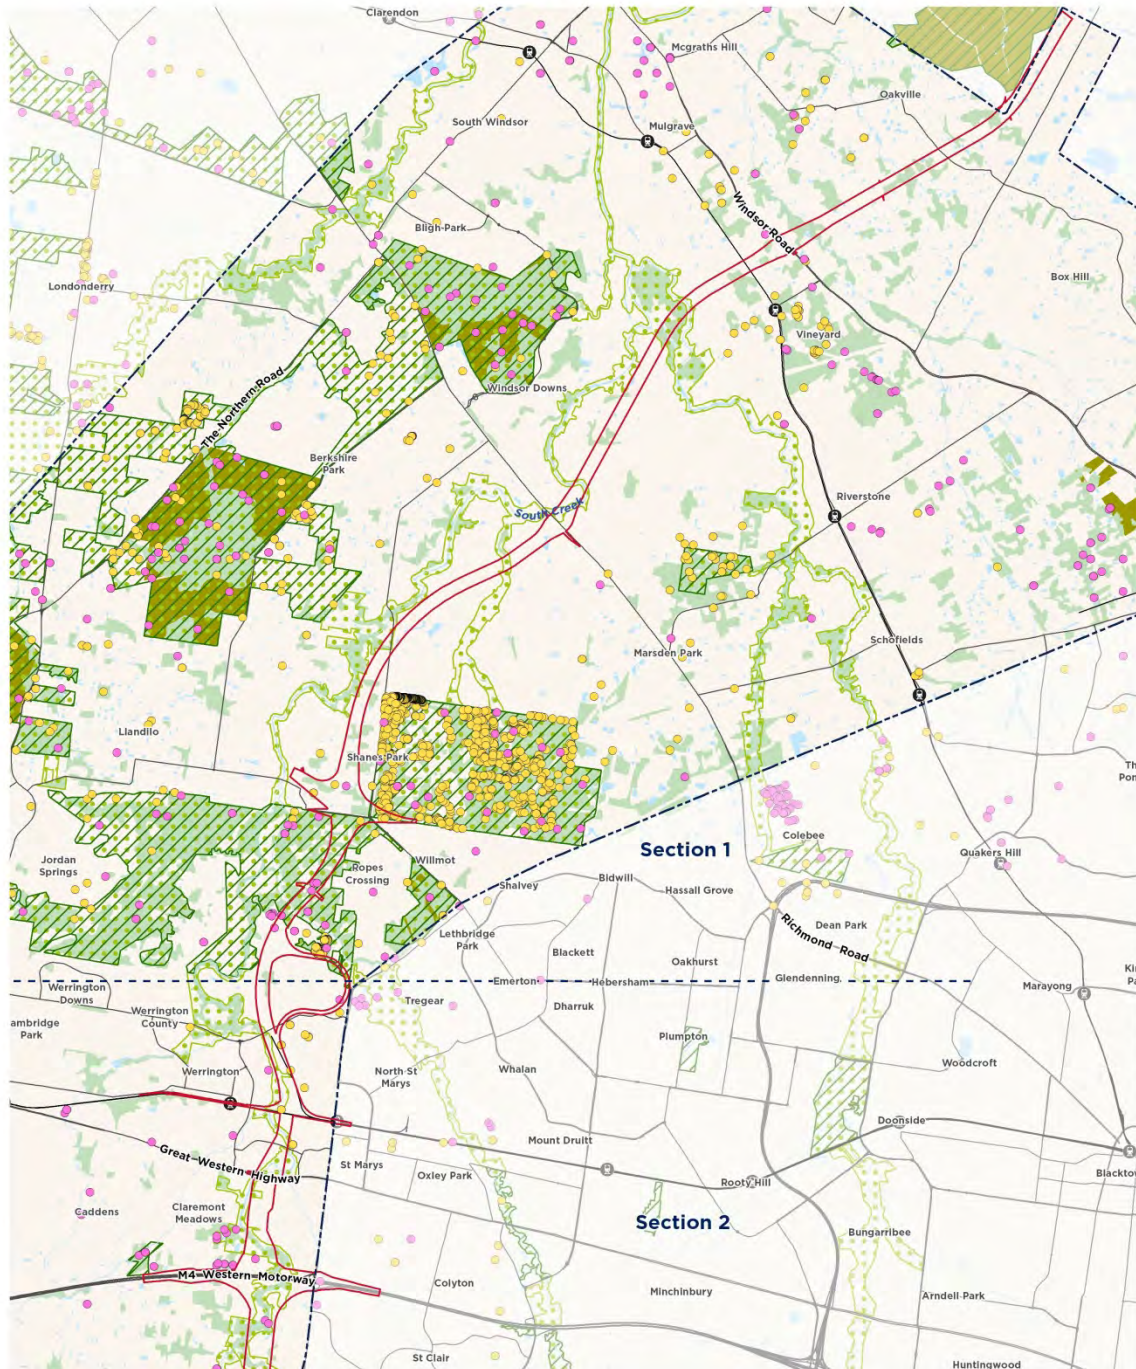 Clarendon
Mcgraths Hill
Oakville
South Windsor
Mulgrave
Windsor Road
Bligh Park
Londonderry
Box Hill
Vineyard
The Northern Road
Windsor Downs
Berkshire
Park
South Creek
Riverstone
Schofields
Marsden Park
Llandilo
Shanes Park
Colebee
Section 1
Quakers Hill
Jordan
Springs
Ropes
Crossing
Willmot
Shalvey
Bidwill
Hassall Grove
Lethbridge
Park
Blackett
Oakhurst
Dean Park
Richmond Road
Werrington
Downs
Emerton
Hebersham
Glendenning
Marayong
Werrington
County
Tregear
Dharruk
Plumpton
Woodcroft
Werrington
North St
Marys
Whalan
Doonside
Mount Druitt
St Marys
Oxley Park
Rooty Hill
Great Western Highway
Caddens
Claremont
Meadows
Section 2
Bungarribee
M4 Western Motorway
Colyton
Minchinbury
Arndell Park
St Clair
Huntingwood